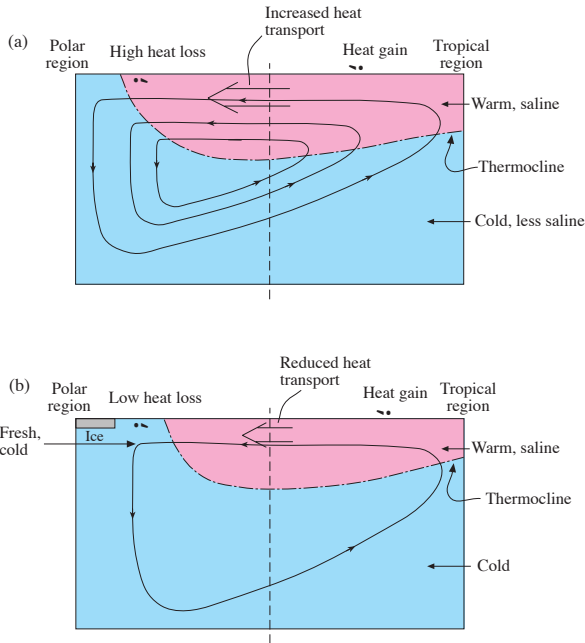 (a)
Increased heat
transport
Polar
region
High heat loss
Heat gain
Tropical
region
Warm, saline
Thermocline
Cold, less saline
(b)
Reduced heat
transport
Polar
region
Low heat loss
Heat gain
Tropical
region
Ice
Fresh,
cold
Warm, saline
Thermocline
Cold